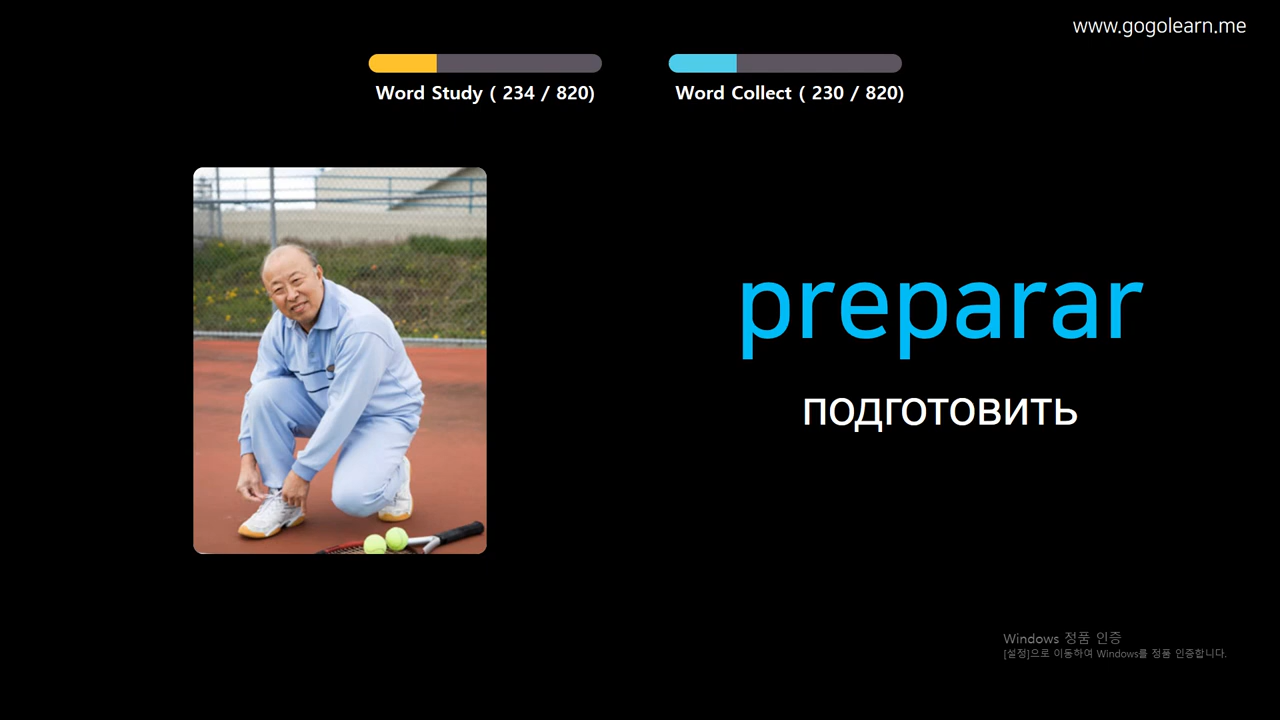 www.gogolearn.me
Word Study ( 234 / 820)
Word Collect ( 230 / 820)
preparar
подготовить
Windows 정품 인증
[설정]으로 이동하여 Windows를 정품 인증합니다.